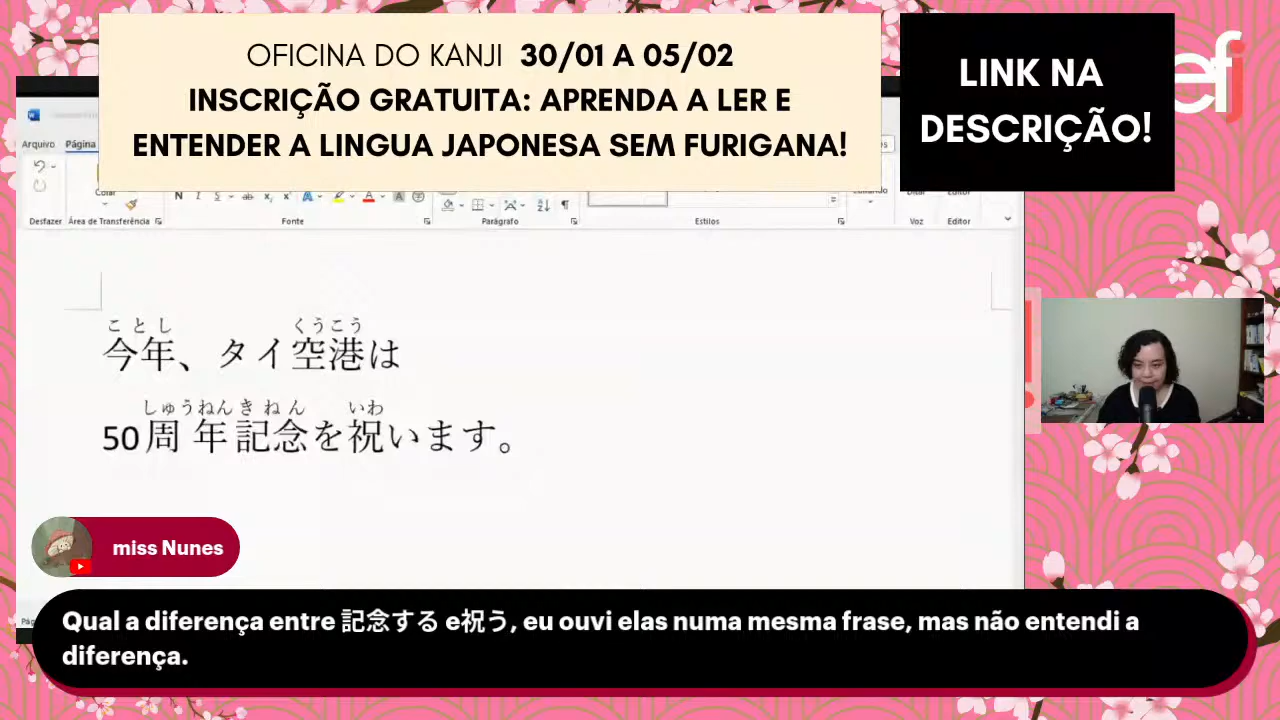 OFICINA DO KANJI 30/01 A 05/02
INSCRIÇÃO GRATUITA: APRENDA A LER E
ENTENDER A LINGUA JAPONESA SEM FURIGANA!
LINK NA
DESCRIÇÃO!
efj
Arquivo Página
Colar
Desfazer Área de Transferência Fonte Parágrafo Estilos Voz Editor
ことし くうこう
今年、タイ空港は
しゅうねんきねん いわ
50周年記念を祝います。
miss Nunes
Qual a diferença entre 記念する e祝う, eu ouvi elas numa mesma frase, mas não entendi a
diferença.